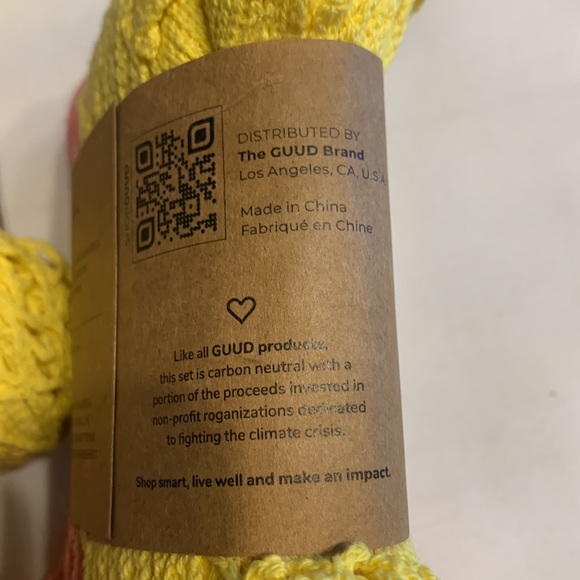 DISTRIBUTED BY
The GUUD Brand
Los Angeles, CA, U.S.A
Made in China
Fabriqué en Chine
Like all GUUD products,
this set is carbon neutral with a
portion of the proceeds invested in
non-profit roganizations dedicated
to fighting the climate crisis.
Shop smart, live well and make an impact.